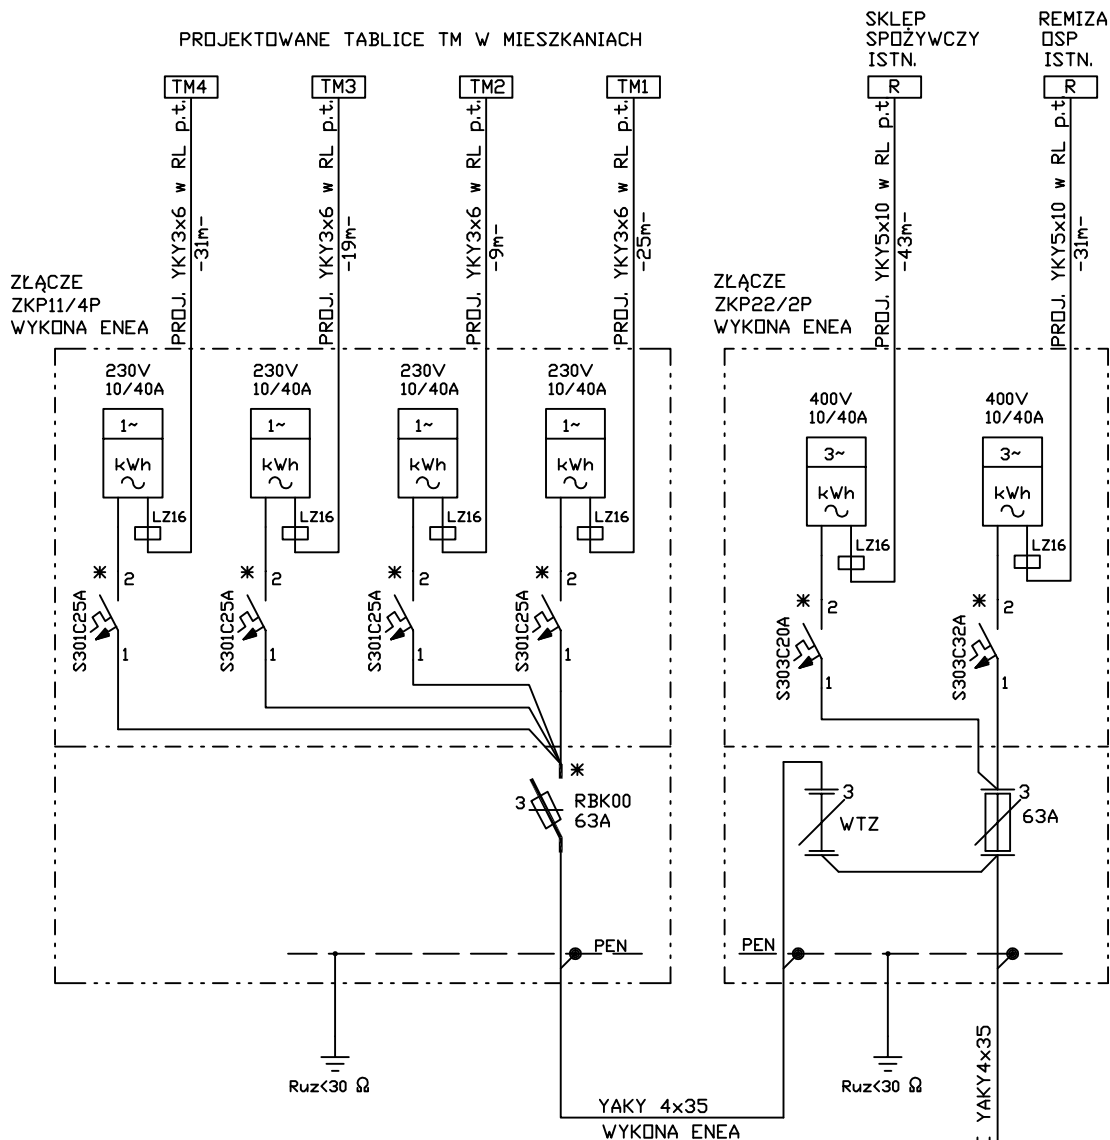 PROJEKTOWANE TABLICE TM W MIESZKANIACH
SKLEP
SPOŻYWCZY
ISTN.
REMIZA
OSP
ISTN.
TM4
TM3
TM2
TM1
R
R
PROJ. YKY3x6 w RL p.t.
-31m-
PROJ. YKY3x6 w RL p.t.
-19m-
PROJ. YKY3x6 w RL p.t.
-9m-
PROJ. YKY3x6 w RL p.t.
-25m-
PROJ. YKY5x10 w RL p.t.
-43m-
PROJ. YKY5x10 w RL p.t.
-31m-
ZŁĄCZE
ZKP11/4P
WYKONA ENEA
ZŁĄCZE
ZKP22/2P
WYKONA ENEA
230V
10/40A
1~
kWh
LZ16
* 2
S301C25A
1
230V
10/40A
1~
kWh
LZ16
* 2
S301C25A
1
230V
10/40A
1~
kWh
LZ16
* 2
S301C25A
1
230V
10/40A
1~
kWh
LZ16
* 2
S301C25A
1
400V
10/40A
3~
kWh
LZ16
* 2
S303C20A
1
400V
10/40A
3~
kWh
LZ16
* 2
S303C32A
1
*
3 RBK00
63A
3
WTZ
3
63A
PEN
PEN
Ruz<30 Ω
Ruz<30 Ω
YAKY 4x35
WYKONA ENEA
YAKY4x35